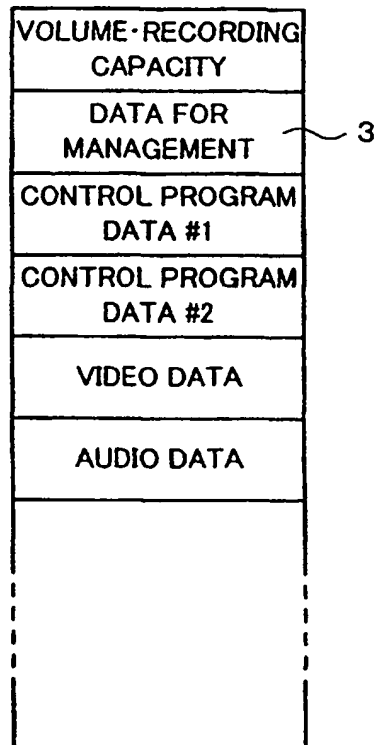 VOLUME·RECORDING
CAPACITY
DATA FOR
MANAGEMENT
3
CONTROL PROGRAM
DATA #1
CONTROL PROGRAM
DATA #2
VIDEO DATA
AUDIO DATA